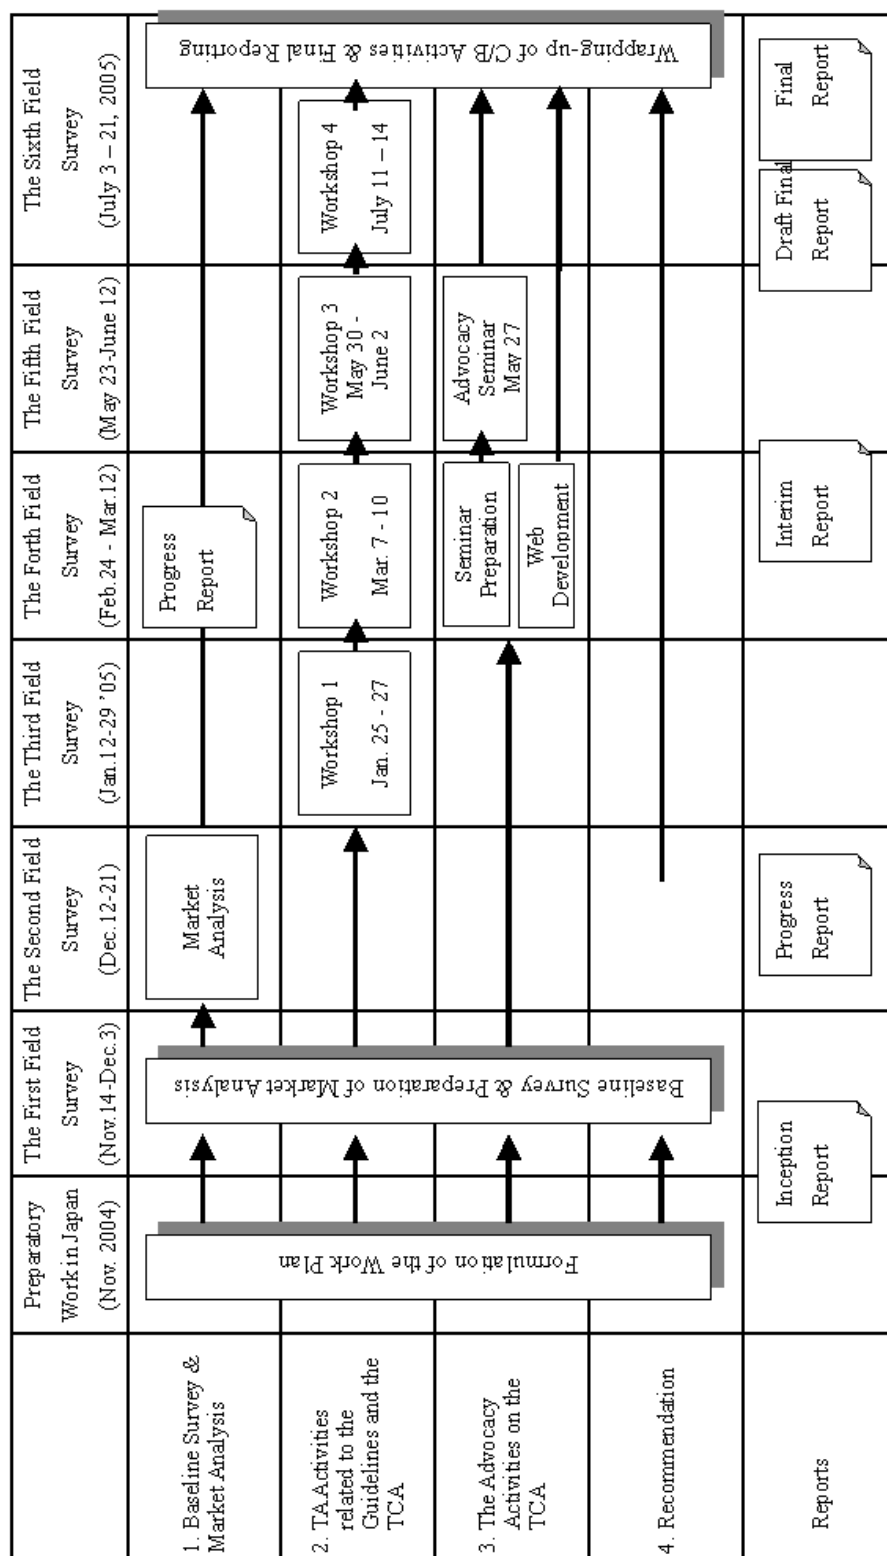 Preparatory
Work in Japan
(Nov. 2004)
The First Field
Survey
(Nov.14-Dec.3)
The Second Field
Survey
(Dec.12-21)
The Third Field
Survey
(Jan.12-29 '05)
The Forth Field
Survey
(Feb.24 - Mar.12)
The Fifth Field
Survey
(May 23-June 12)
The Sixth Field
Survey
(July 3 – 21, 2005)
1. Baseline Survey &
Market Analysis
Formulation of the Work Plan
Baseline Survey & Preparation of Market Analysis
Market
Analysis
Progress
Report
Wrapping-up of C/B Activities & Final Reporting
2. TA Activities
related to the
Guidelines and the
TCA
Workshop 1
Jan. 25 - 27
Workshop 2
Mar. 7 - 10
Workshop 3
May 30 -
June 2
Workshop 4
July 11 – 14
3. The Advocacy
Activities on the
TCA
Seminar
Preparation
Web
Development
Advocacy
Seminar
May 27
4. Recommendation
Reports
Inception
Report
Progress
Report
Interim
Report
Draft Final
Report
Final
Report